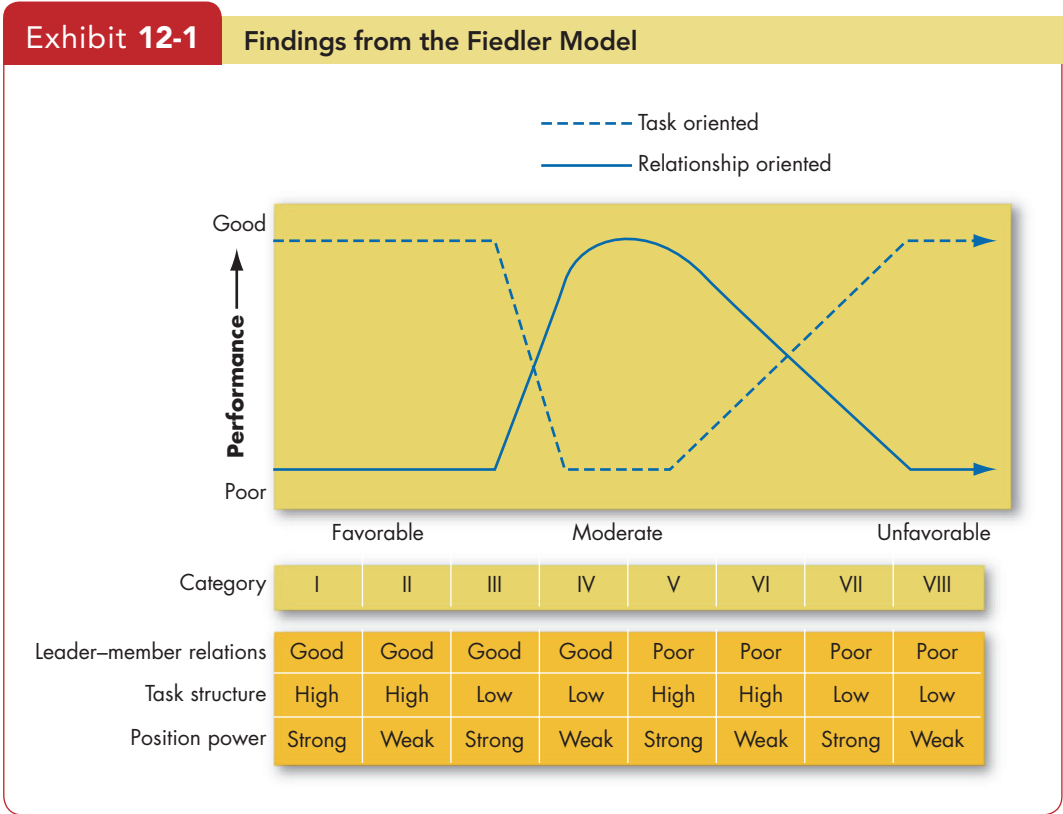 Exhibit 12-1 Findings from the Fiedler Model
Task oriented
Relationship oriented
Good
Performance
Poor
Favorable Moderate Unfavorable
Category I II III IV V VI VII VIII
Leader–member relations Good Good Good Good Poor Poor Poor Poor
Task structure High High Low Low High High Low Low
Position power Strong Weak Strong Weak Strong Weak Strong Weak